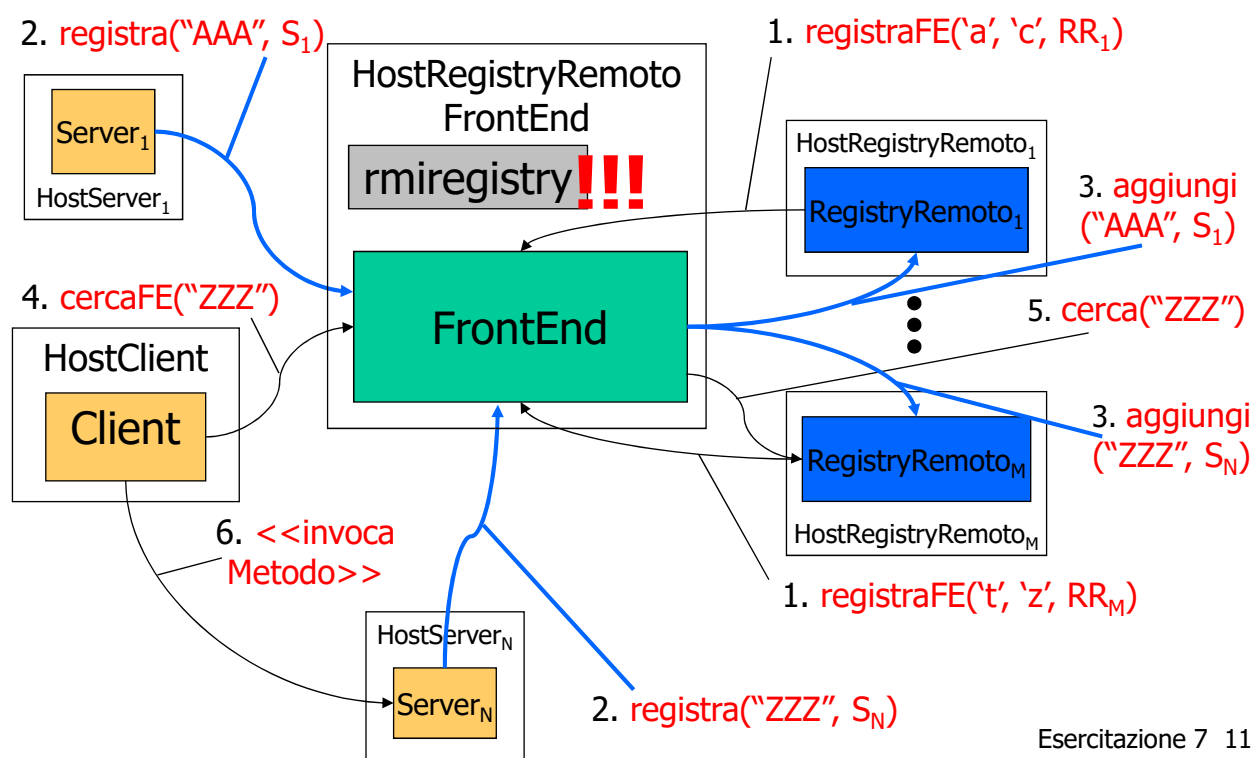 2. registra(“AAA”, S1)
1. registraFE(‘a’, ‘c’, RR1)
HostRegistryRemoto
FrontEnd
rmiregistry!!!
Server1
HostServer1
HostRegistryRemoto1
RegistryRemoto1
3. aggiungi
(“AAA”, S1)
4. cercaFE(“ZZZ”)
5. cerca(“ZZZ”)
FrontEnd
HostClient
Client
RegistryRemotoM
HostRegistryRemotoM
3. aggiungi
(“ZZZ”, SN)
6. <<invoca
Metodo>>
1. registraFE(‘t’, ‘z’, RRM)
HostServerN
ServerN
2. registra(“ZZZ”, SN)
Esercitazione 7 11